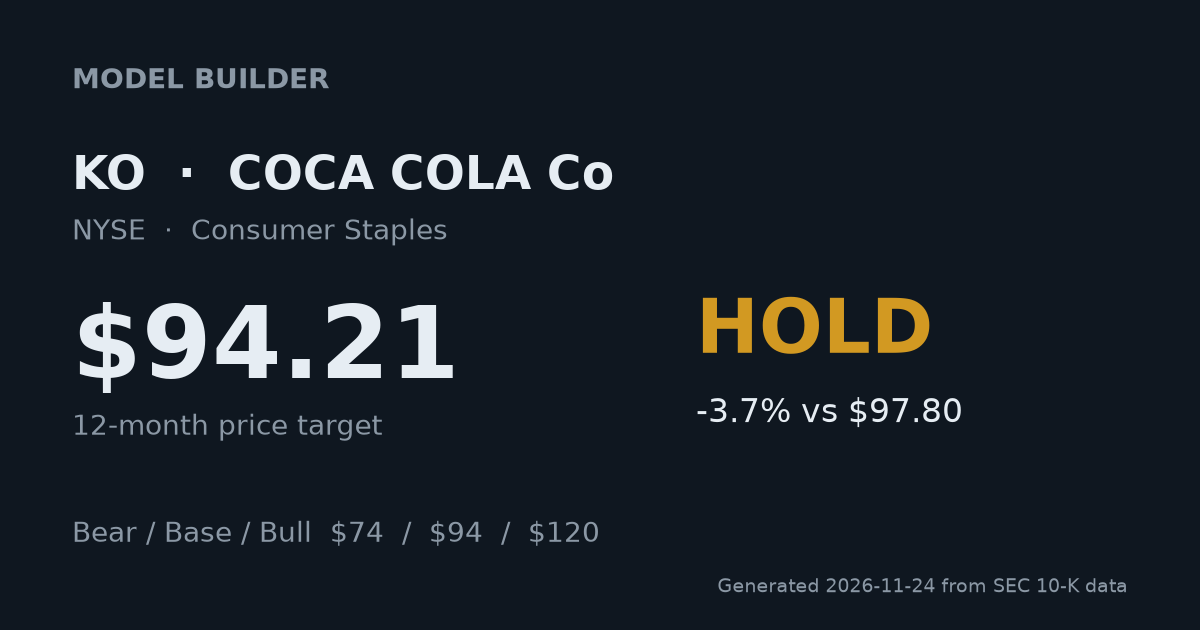 MODEL BUILDER
KO · COCA COLA Co
NYSE · Consumer Staples
$94.21
12-month price target
HOLD
-3.7% vs $97.80
Bear / Base / Bull $74 / $94 / $120
Generated 2026-11-24 from SEC 10-K data